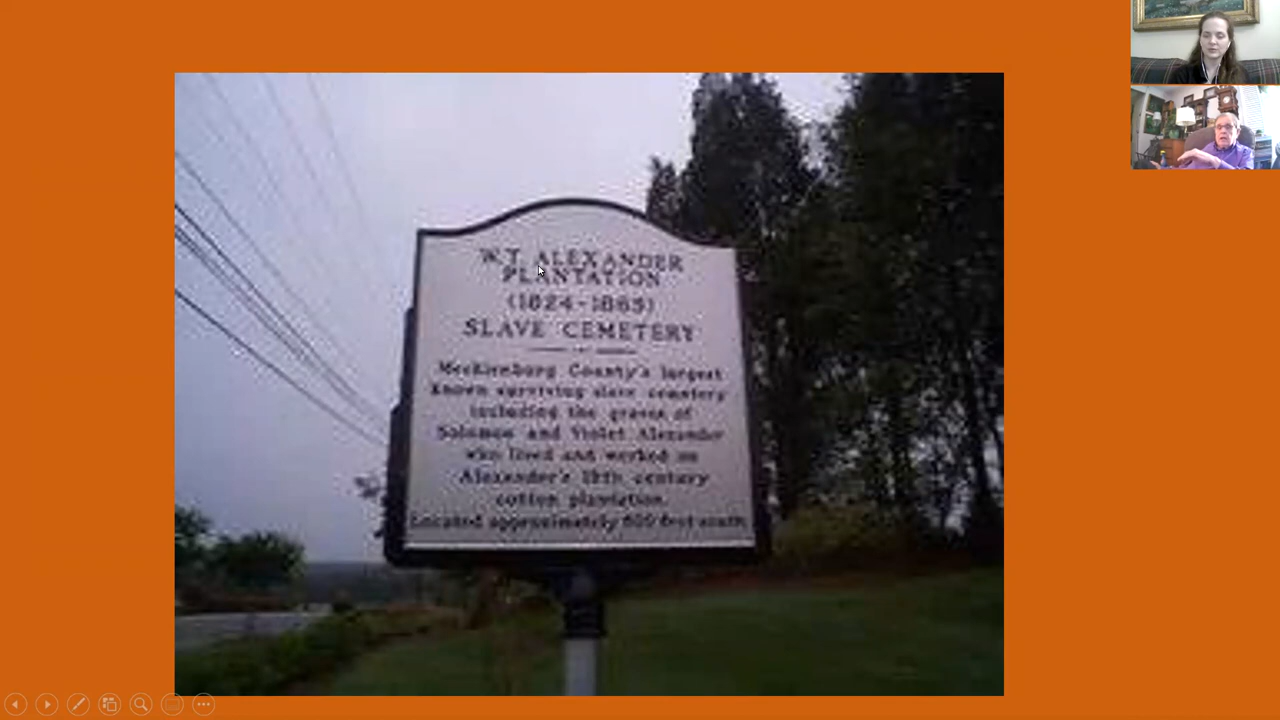 W.T. ALEXANDER
PLANTATION
(1824-1865)
SLAVE CEMETERY
Mecklenburg County's largest
known surviving slave cemetery
including the graves of
Solomon and Violet Alexander
who lived and worked on
Alexander's 19th century
cotton plantation.
Located approximately 600 feet south